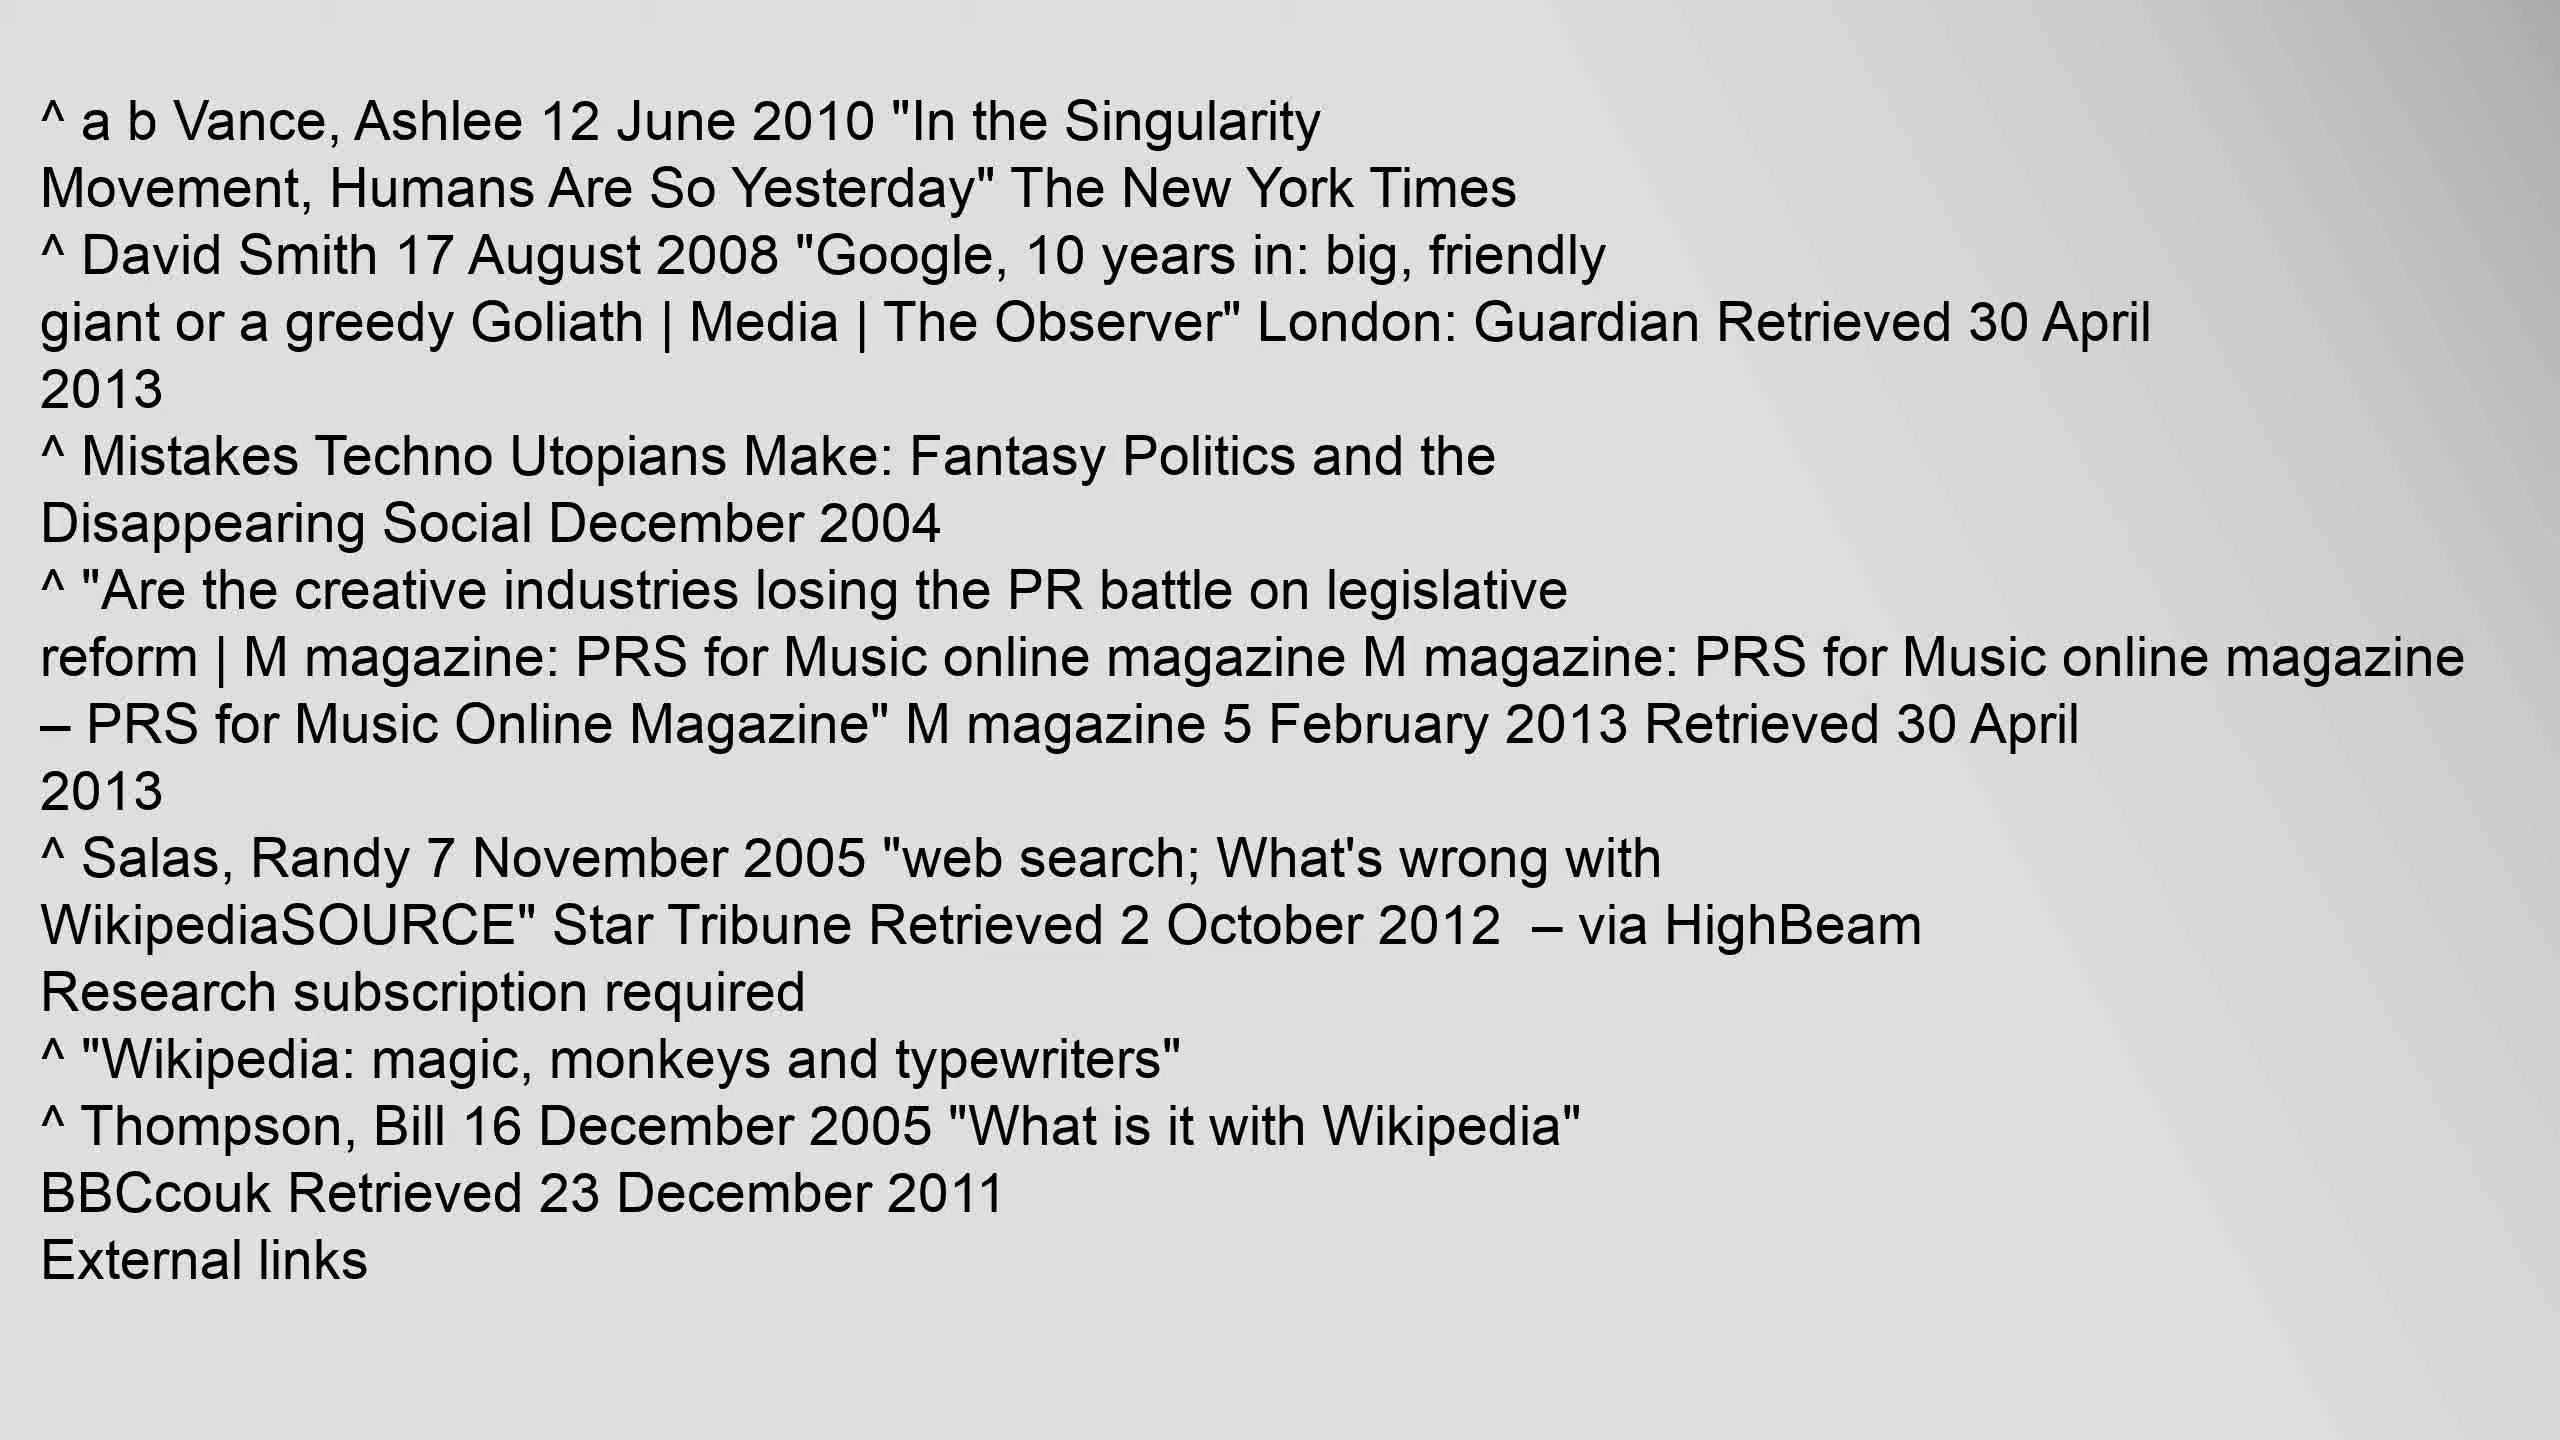 ^ a b Vance, Ashlee 12 June 2010 "In the Singularity
Movement, Humans Are So Yesterday" The New York Times
^ David Smith 17 August 2008 "Google, 10 years in: big, friendly
giant or a greedy Goliath | Media | The Observer" London: Guardian Retrieved 30 April
2013
^ Mistakes Techno Utopians Make: Fantasy Politics and the
Disappearing Social December 2004
^ "Are the creative industries losing the PR battle on legislative
reform | M magazine: PRS for Music online magazine M magazine: PRS for Music online magazine
– PRS for Music Online Magazine" M magazine 5 February 2013 Retrieved 30 April
2013
^ Salas, Randy 7 November 2005 "web search; What's wrong with
WikipediaSOURCE" Star Tribune Retrieved 2 October 2012  – via HighBeam
Research subscription required
^ "Wikipedia: magic, monkeys and typewriters"
^ Thompson, Bill 16 December 2005 "What is it with Wikipedia"
BBCcouk Retrieved 23 December 2011
External links